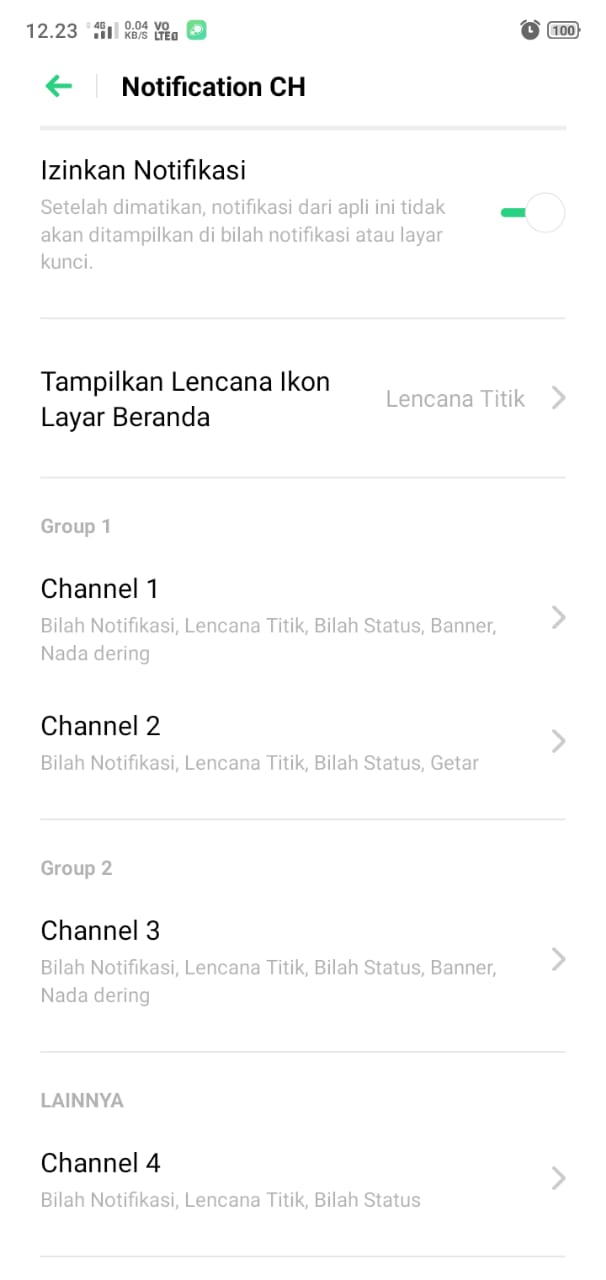 12.23 4G 0.04 KB/S VO LTE 100
Notification CH
Izinkan Notifikasi
Setelah dimatikan, notifikasi dari apli ini tidak
akan ditampilkan di bilah notifikasi atau layar
kunci.
Tampilkan Lencana Ikon
Layar Beranda
Lencana Titik
Group 1
Channel 1
Bilah Notifikasi, Lencana Titik, Bilah Status, Banner,
Nada dering
Channel 2
Bilah Notifikasi, Lencana Titik, Bilah Status, Getar
Group 2
Channel 3
Bilah Notifikasi, Lencana Titik, Bilah Status, Banner,
Nada dering
LAINNYA
Channel 4
Bilah Notifikasi, Lencana Titik, Bilah Status